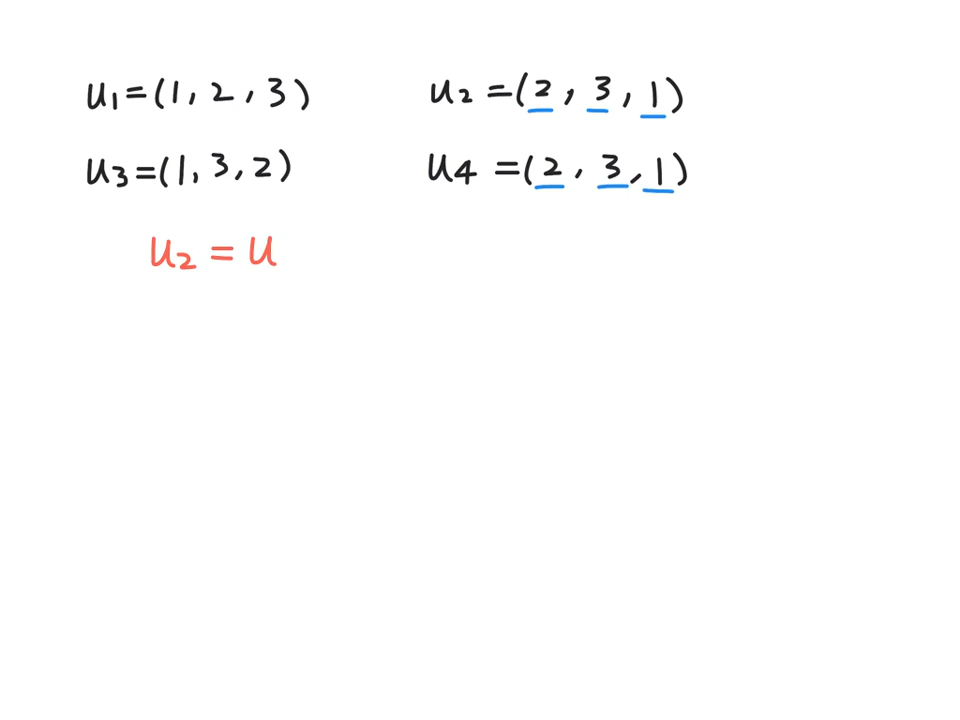 u₁=(1, 2, 3) u₂=(2, 3, 1)
u₃=(1, 3, 2) u₄=(2, 3, 1)
u₂ = u